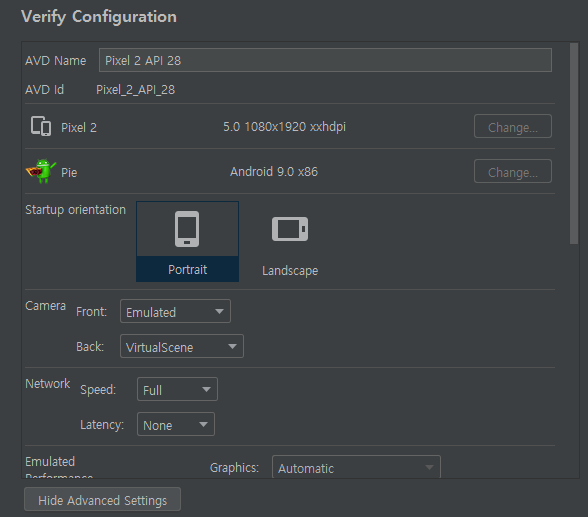 Verify Configuration
AVD Name Pixel 2 API 28
AVD Id Pixel_2_API_28
Pixel 2 5.0 1080x1920 xxhdpi Change...
Pie Android 9.0 x86 Change...
Startup orientation
Portrait Landscape
Camera Front: Emulated
Back: VirtualScene
Network Speed: Full
Latency: None
Emulated Graphics: Automatic
Performance
Hide Advanced Settings